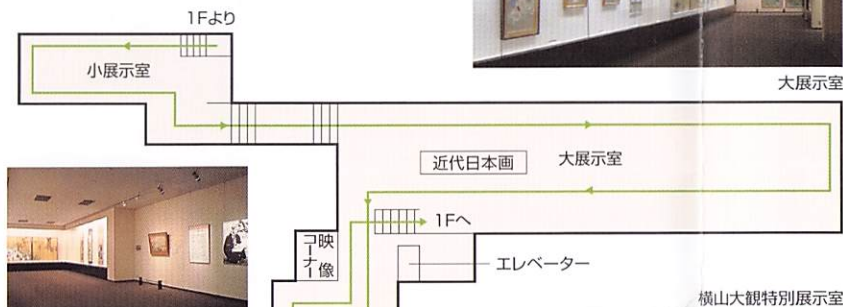 1Fより
小展示室
大展示室
近代日本画
大展示室
1Fへ
映像
コーナー
エレベーター
横山大観特別展示室